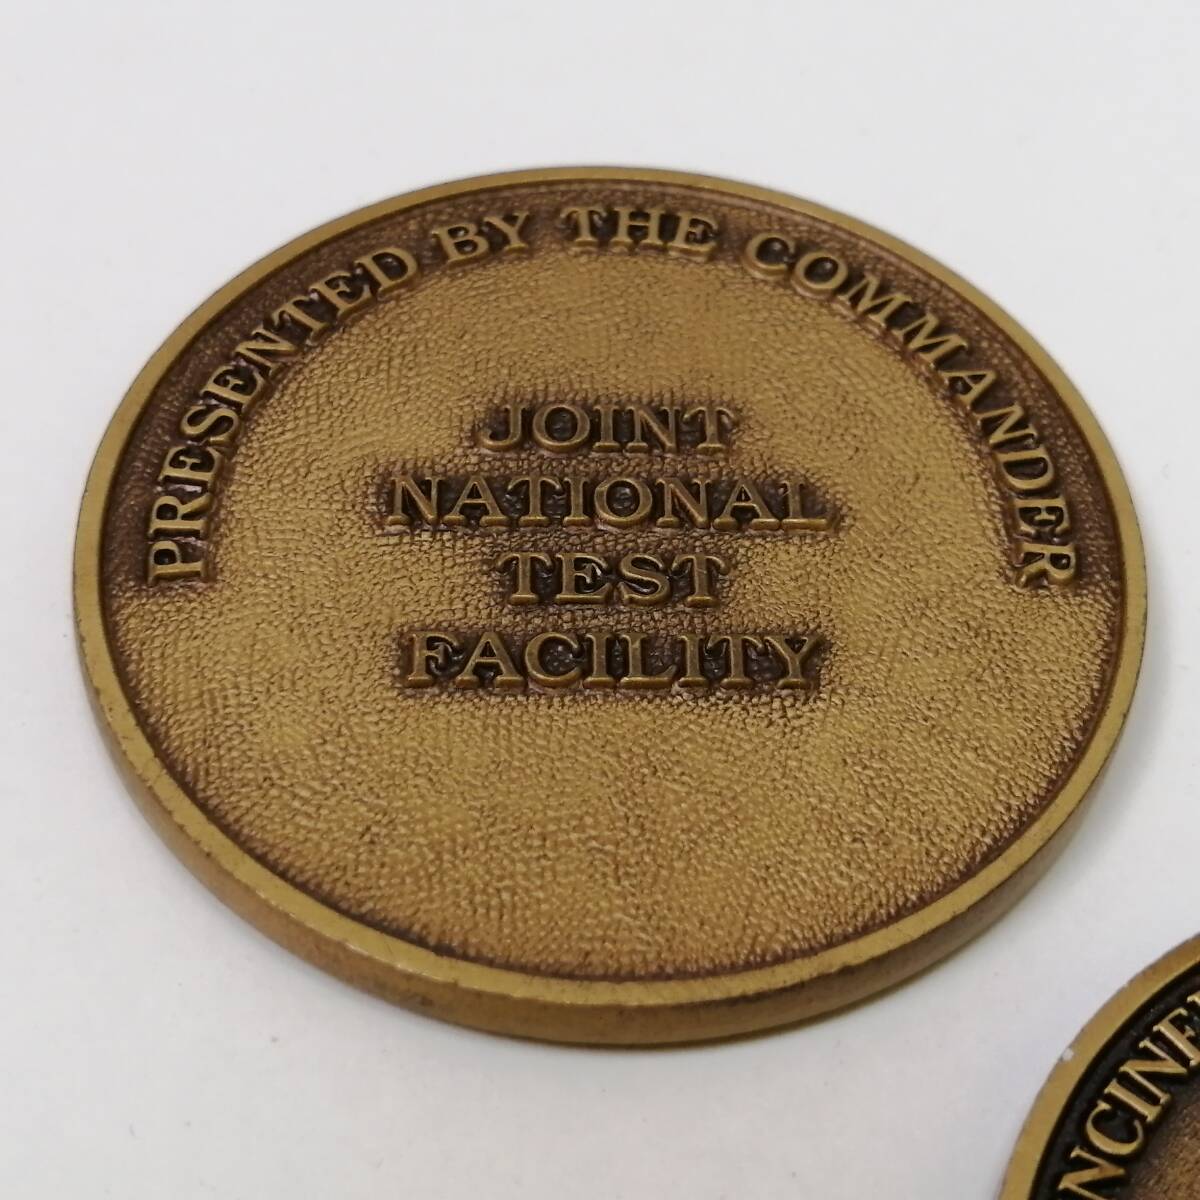 PRESENTED BY THE COMMANDER
JOINT
NATIONAL
TEST
FACILITY